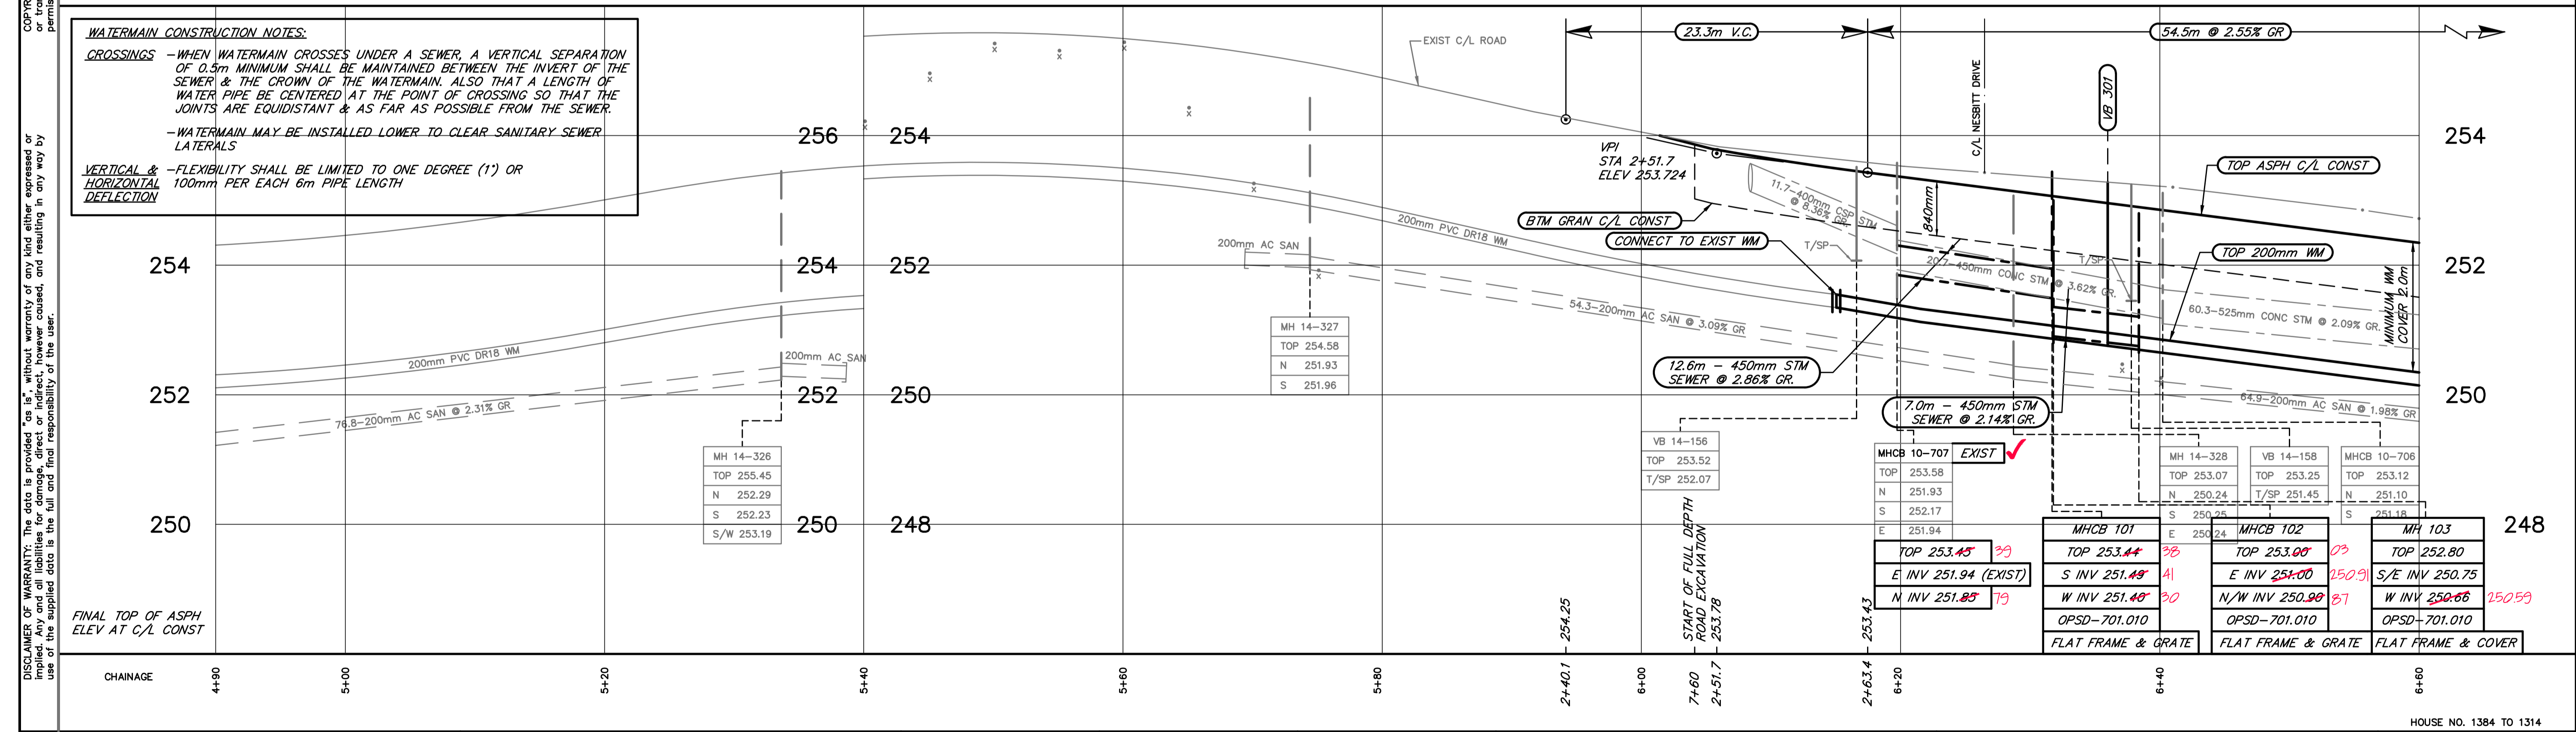 COPYR
or tran
permis
DISCLAIMER OF WARRANTY: The data is provided "as is", without warranty of any kind either expressed or
implied. Any and all liabilities for damage, direct or indirect, however caused, and resulting in any way by
use of the supplied data is the full and final responsibility of the user.
WATERMAIN CONSTRUCTION NOTES:
CROSSINGS -WHEN WATERMAIN CROSSES UNDER A SEWER, A VERTICAL SEPARATION
OF 0.5m MINIMUM SHALL BE MAINTAINED BETWEEN THE INVERT OF THE
SEWER & THE CROWN OF THE WATERMAIN. ALSO THAT A LENGTH OF
WATER PIPE BE CENTERED AT THE POINT OF CROSSING SO THAT THE
JOINTS ARE EQUIDISTANT & AS FAR AS POSSIBLE FROM THE SEWER.
-WATERMAIN MAY BE INSTALLED LOWER TO CLEAR SANITARY SEWER
LATERALS
VERTICAL & -FLEXIBILITY SHALL BE LIMITED TO ONE DEGREE (1°) OR
HORIZONTAL 100mm PER EACH 6m PIPE LENGTH
DEFLECTION
256 254
254
254 252
252
252 250
250
250 248
254
252
250
248
EXIST C/L ROAD
23.3m V.C.
54.5m @ 2.55% GR
C/L NESBITT DRIVE
VB 301
VPI
STA 2+51.7
ELEV 253.724
TOP ASPH C/L CONST
11.7-400mm CSP STM
@ 8.36% GR.
840mm
BTM GRAN C/L CONST
CONNECT TO EXIST WM
T/SP
T/SP
20.7-450mm CONC STM @ 3.62% GR.
TOP 200mm WM
MINIMUM WM
COVER 2.0m
60.3-525mm CONC STM @ 2.09% GR.
200mm PVC DR18 WM
200mm AC SAN
54.3-200mm AC SAN @ 3.09% GR
200mm PVC DR18 WM
200mm AC SAN
76.8-200mm AC SAN @ 2.31% GR
12.6m - 450mm STM
SEWER @ 2.86% GR.
7.0m - 450mm STM
SEWER @ 2.14% GR.
64.9-200mm AC SAN @ 1.98% GR
MH 14-326
TOP 255.45
N 252.29
S 252.23
S/W 253.19
MH 14-327
TOP 254.58
N 251.93
S 251.96
VB 14-156
TOP 253.52
T/SP 252.07
MHCB 10-707 EXIST ✓
TOP 253.58
N 251.93
S 252.17
E 251.94
TOP 253.45 39
E INV 251.94 (EXIST)
N INV 251.85 79
MH 14-328
TOP 253.07
N 250.24
S 250.25
E 250.24
VB 14-158
TOP 253.25
T/SP 251.45
MHCB 10-706
TOP 253.12
N 251.10
S 251.18
MHCB 101
TOP 253.44 38
S INV 251.49 41
W INV 251.40 30
OPSD-701.010
FLAT FRAME & GRATE
MHCB 102
TOP 253.00 03
E INV 251.00 250.91
N/W INV 250.90 87
OPSD-701.010
FLAT FRAME & GRATE
MH 103
TOP 252.80
S/E INV 250.75
W INV 250.66 250.59
OPSD-701.010
FLAT FRAME & COVER
START OF FULL DEPTH
ROAD EXCAVATION
254.25
253.78
253.43
FINAL TOP OF ASPH
ELEV AT C/L CONST
CHAINAGE
4+90
5+00
5+20
5+40
5+60
5+80
2+40.1
6+00
7+60
2+51.7
2+63.4
6+20
6+40
6+60
HOUSE NO. 1384 TO 1314